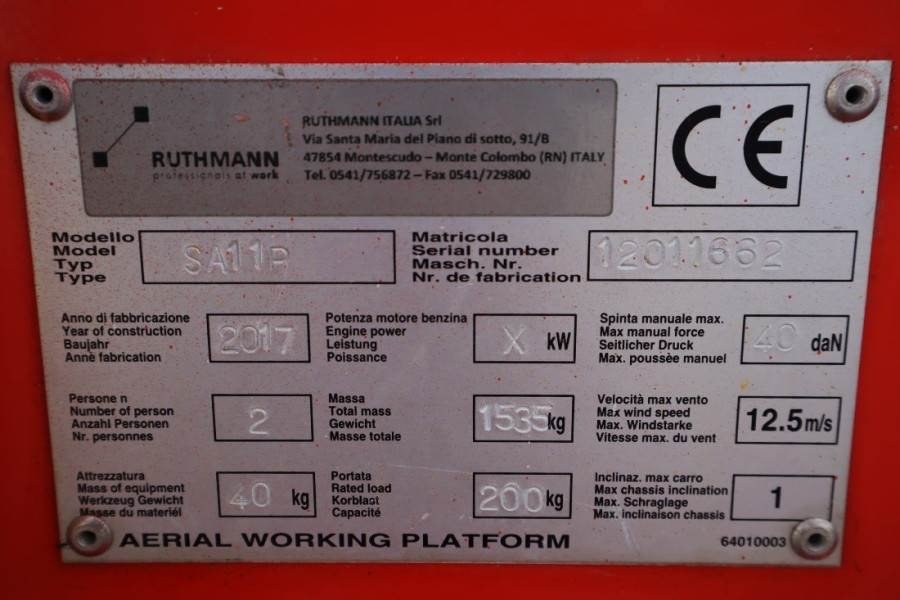 RUTHMANN
professionals at work
RUTHMANN ITALIA Srl
Via Santa Maria del Piano di sotto, 91/B
47854 Montescudo – Monte Colombo (RN) ITALY
Tel. 0541/756872 – Fax 0541/729800
CE
Modello
Model
Typ
Type
SA11P
Matricola
Serial number
Masch. Nr.
Nr. de fabrication
12011662
Anno di fabbricazione
Year of construction
Baujahr
Annè fabrication
2017
Potenza motore benzina
Engine power
Leistung
Poissance
X kW
Spinta manuale max.
Max manual force
Seitlicher Druck
Max. poussèe manuel
40 daN
Persone n
Number of person
Anzahl Personen
Nr. personnes
2
Massa
Total mass
Gewicht
Masse totale
1535 kg
Velocità max vento
Max wind speed
Max. Windstarke
Vitesse max. du vent
12.5 m/s
Attrezzatura
Mass of equipment
Werkzeug Gewicht
Masse du materiél
40 kg
Portata
Rated load
Korblast
Capacité
200 kg
Inclinaz. max carro
Max chassis inclination
Max. Schraglage
Max. inclinaison chassis
1
AERIAL WORKING PLATFORM
64010003